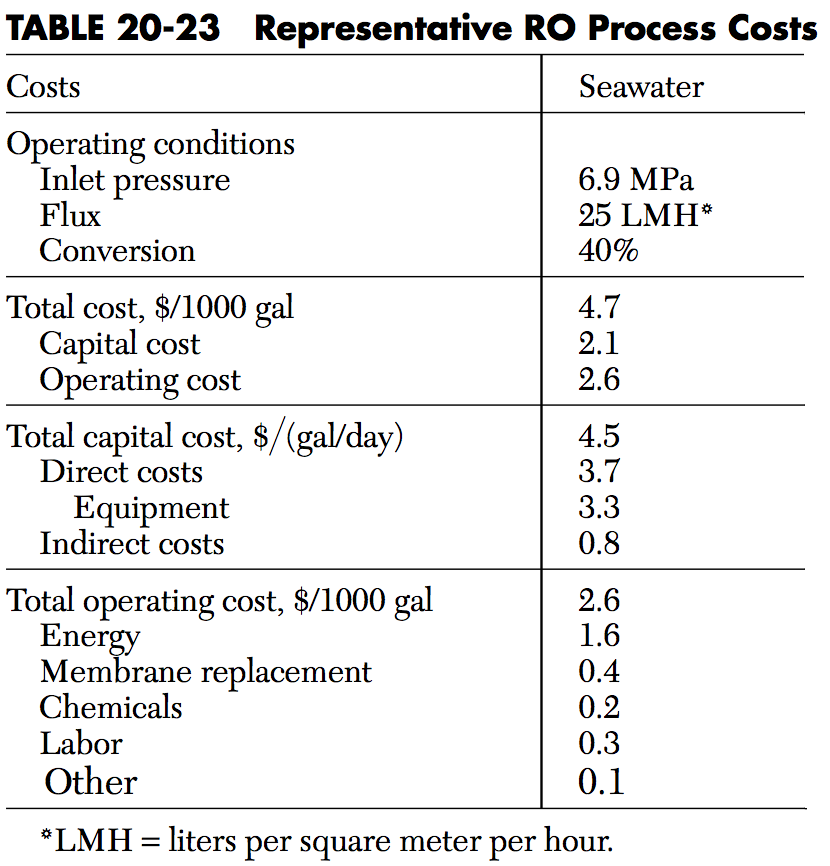 TABLE 20-23 Representative RO Process Costs
Costs Seawater
Operating conditions
Inlet pressure 6.9 MPa
Flux 25 LMH*
Conversion 40%
Total cost, $/1000 gal 4.7
Capital cost 2.1
Operating cost 2.6
Total capital cost, $/(gal/day) 4.5
Direct costs 3.7
Equipment 3.3
Indirect costs 0.8
Total operating cost, $/1000 gal 2.6
Energy 1.6
Membrane replacement 0.4
Chemicals 0.2
Labor 0.3
Other 0.1
*LMH = liters per square meter per hour.